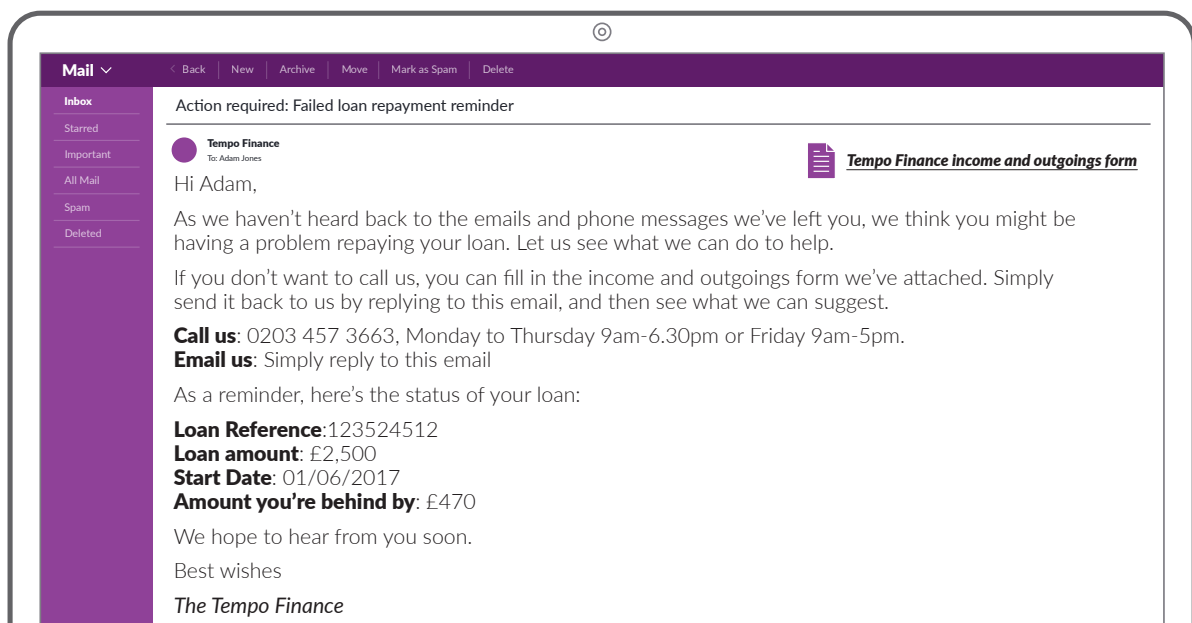 Mail
Back New Archive Move Mark as Spam Delete
Inbox
Starred
Important
All Mail
Spam
Deleted
Action required: Failed loan repayment reminder
Tempo Finance
To: Adam Jones
Tempo Finance income and outgoings form
Hi Adam,
As we haven't heard back to the emails and phone messages we've left you, we think you might be
having a problem repaying your loan. Let us see what we can do to help.
If you don't want to call us, you can fill in the income and outgoings form we've attached. Simply
send it back to us by replying to this email, and then see what we can suggest.
Call us: 0203 457 3663, Monday to Thursday 9am-6.30pm or Friday 9am-5pm.
Email us: Simply reply to this email
As a reminder, here's the status of your loan:
Loan Reference:123524512
Loan amount: £2,500
Start Date: 01/06/2017
Amount you're behind by: £470
We hope to hear from you soon.
Best wishes
The Tempo Finance